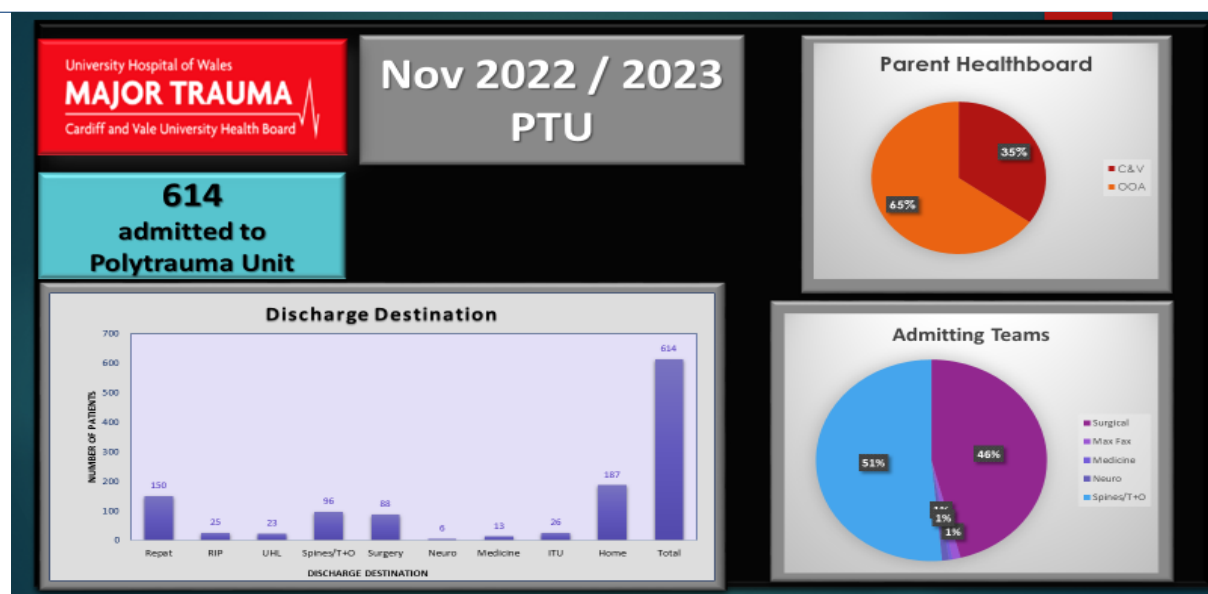 University Hospital of Wales
MAJOR TRAUMA
Cardiff and Vale University Health Board
Nov 2022 / 2023
PTU
614
admitted to
Polytrauma Unit
Parent Healthboard
35%
65%
C&V
OOA
Discharge Destination
NUMBER OF PATIENTS
700
600
500
400
300
200
100
0
150
25
23
96
88
6
13
26
187
614
Repat
RIP
UHL
Spines/T+O
Surgery
Neuro
Medicine
ITU
Home
Total
DISCHARGE DESTINATION
Admitting Teams
51%
46%
1%
1%
Surgical
Max Fax
Medicine
Neuro
Spines/T+O